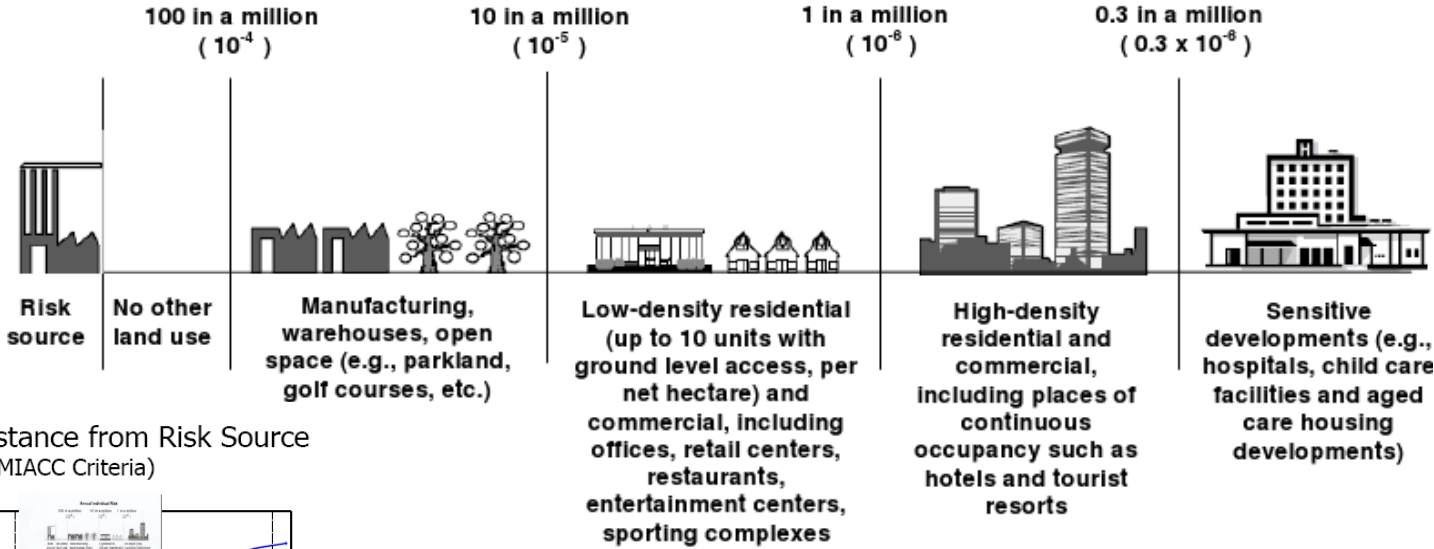 100 in a million
( 10-4 )
10 in a million
( 10-5 )
1 in a million
( 10-6 )
0.3 in a million
( 0.3 x 10-6 )
Risk
source
No other
land use
Manufacturing,
warehouses, open
space (e.g., parkland,
golf courses, etc.)
Low-density residential
(up to 10 units with
ground level access, per
net hectare) and
commercial, including
offices, retail centers,
restaurants,
entertainment centers,
sporting complexes
High-density
residential and
commercial,
including places of
continuous
occupancy such as
hotels and tourist
resorts
H
Sensitive
developments (e.g.,
hospitals, child care
facilities and aged
care housing
developments)
stance from Risk Source
MIACC Criteria)